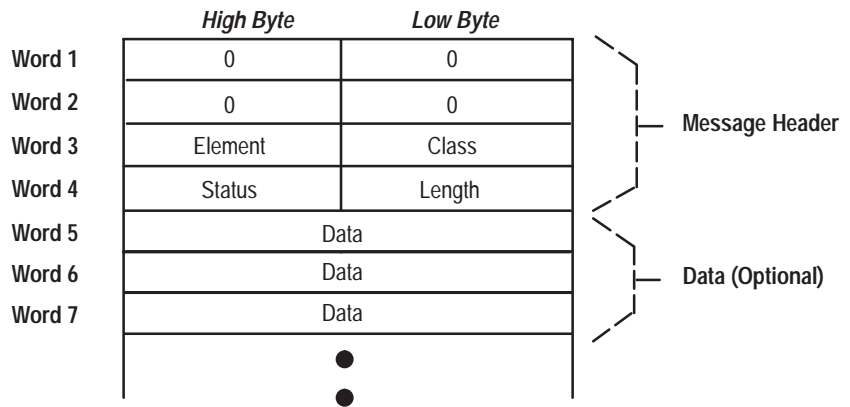 High Byte Low Byte
Word 1 0 0
Word 2 0 0
Word 3 Element Class
Message Header
Word 4 Status Length
Word 5 Data
Word 6 Data
Data (Optional)
Word 7 Data